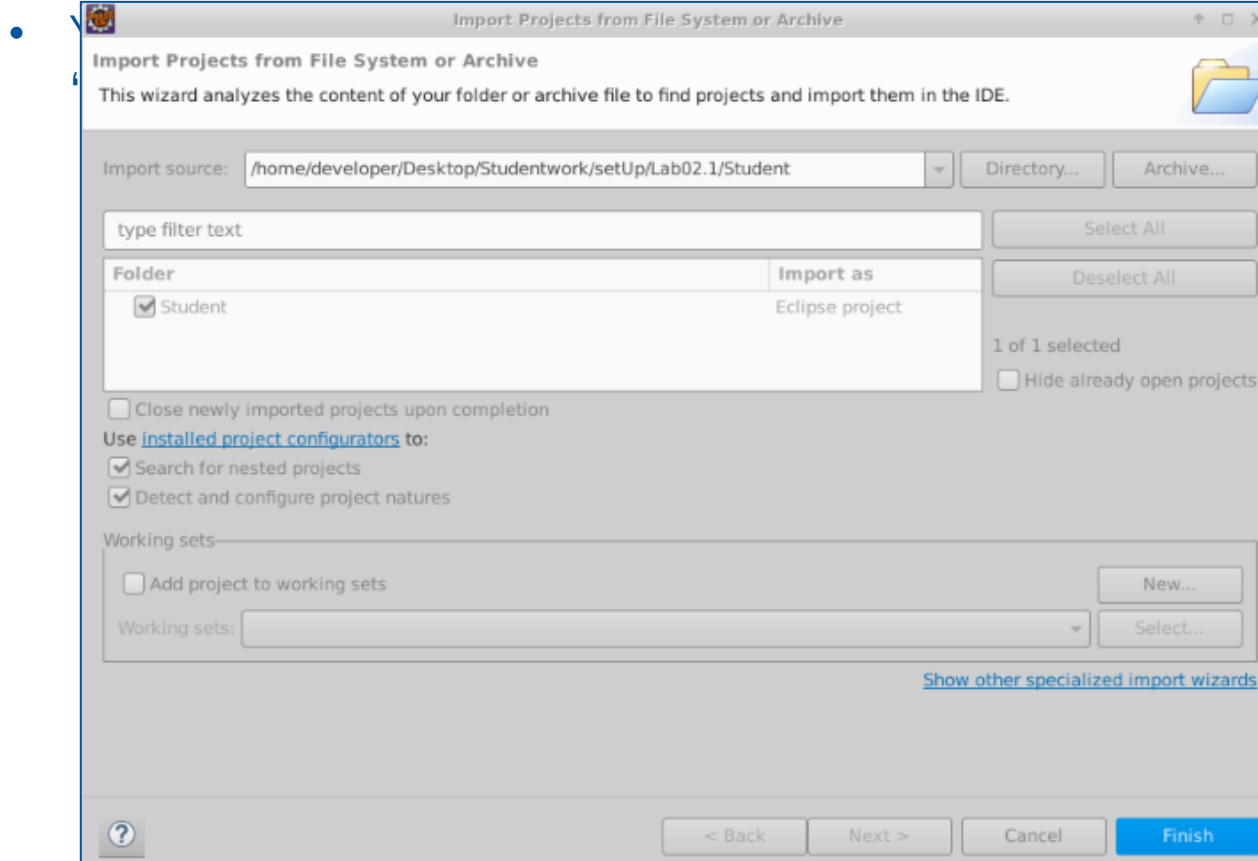 Import Projects from File System or Archive
Import Projects from File System or Archive
This wizard analyzes the content of your folder or archive file to find projects and import them in the IDE.
Import source: /home/developer/Desktop/Studentwork/setUp/Lab02.1/Student Directory... Archive...
type filter text Select All
Folder Import as Deselect All
Student Eclipse project
1 of 1 selected
Hide already open projects
Close newly imported projects upon completion
Use installed project configurators to:
Search for nested projects
Detect and configure project natures
Working sets
Add project to working sets New...
Working sets: Select...
Show other specialized import wizards
? < Back Next > Cancel Finish